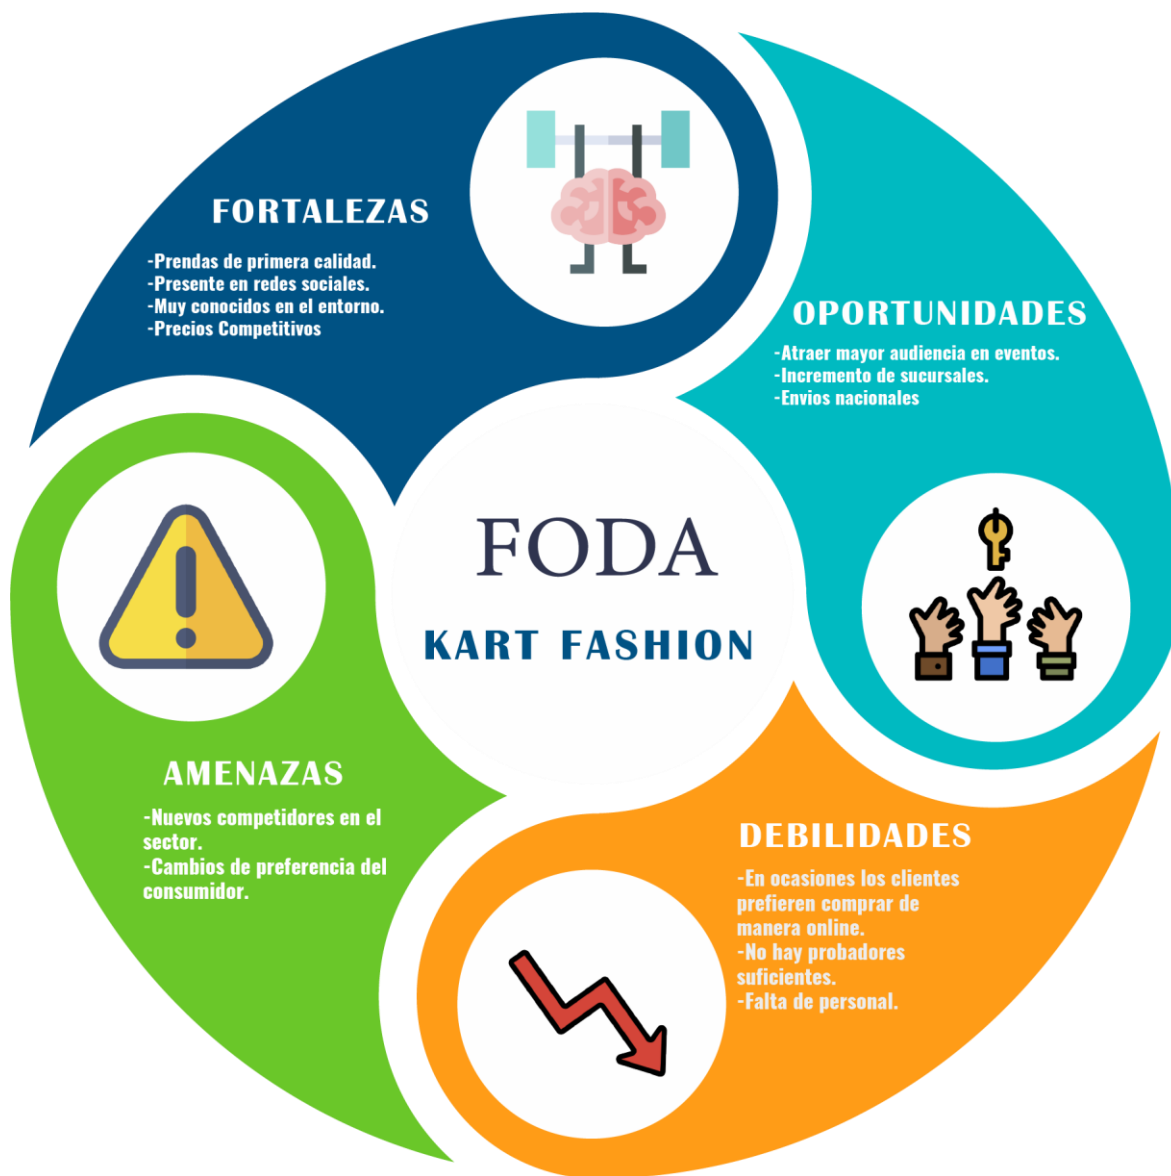 FORTALEZAS
-Prendas de primera calidad.
-Presente en redes sociales.
-Muy conocidos en el entorno.
-Precios Competitivos
OPORTUNIDADES
-Atraer mayor audiencia en eventos.
-Incremento de sucursales.
-Envios nacionales
FODA
KART FASHION
AMENAZAS
-Nuevos competidores en el
sector.
-Cambios de preferencia del
consumidor.
DEBILIDADES
-En ocasiones los clientes
prefieren comprar de
manera online.
-No hay probadores
suficientes.
-Falta de personal.